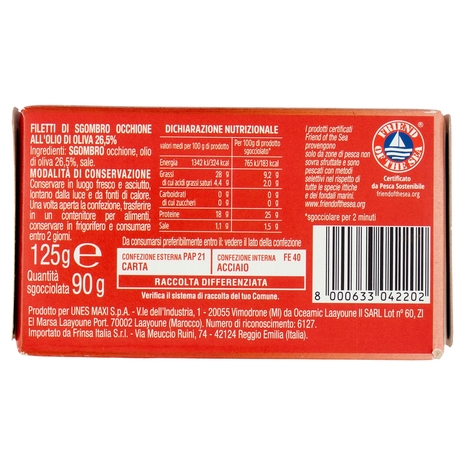 FILETTI DI SGOMBRO OCCHIONE
ALL'OLIO DI OLIVA 26,5%
Ingredienti: SGOMBRO occhione, olio
di oliva 26,5%, sale.
MODALITÀ DI CONSERVAZIONE
Conservare in luogo fresco e asciutto,
lontano dalla luce e da fonti di calore.
Una volta aperta la confezione, trasferire
in un contenitore per alimenti,
conservare in frigorifero e consumare
entro 2 giorni.
125g e
Quantità
sgocciolata 90g
DICHIARAZIONE NUTRIZIONALE
valori medi per 100 g di prodotto
Per 100g di prodotto
sgocciolato*
Energia 1342 kJ/324 kcal 765 kJ/183 kcal
Grassi 28 g 9.2 g
di cui acidi grassi saturi 4.4 g 2.0 g
Carboidrati 0 g 0 g
di cui zuccheri 0 g 0 g
Proteine 18 g 25 g
Sale 1,1 g 1,5 g
I prodotti certificati
Friend of the Sea
provengono
solo da zone di pesca non
sovra sfruttate e sono
pescati con metodi
selettivi nel rispetto di
tutte le specie ittiche
e dei fondali marini.
www.friendofthesea.org
FRIEND
OF THE SEA
Certificato
da Pesca Sostenibile
friendofthesea.org
*sgocciolare per 2 minuti
Da consumarsi preferibilmente entro il: vedere il lato della confezione
CONFEZIONE ESTERNA PAP 21
CARTA
CONFEZIONE INTERNA FE 40
ACCIAIO
RACCOLTA DIFFERENZIATA
Verifica il sistema di raccolta del tuo Comune.
8 000633 042202
Prodotto per UNES MAXI S.p.A. - V.le dell'Industria, 1 - 20055 Vimodrone (MI) da Oceamic Laayoune II SARL Lot n° 60, ZI
El Marsa Laayoune Port. 70002 Laayoune (Marocco). Numero di riconoscimento: 6127.
Importato da Frinsa Italia S.r.l - Via Meuccio Ruini, 74 - 42124 Reggio Emilia (Italia).